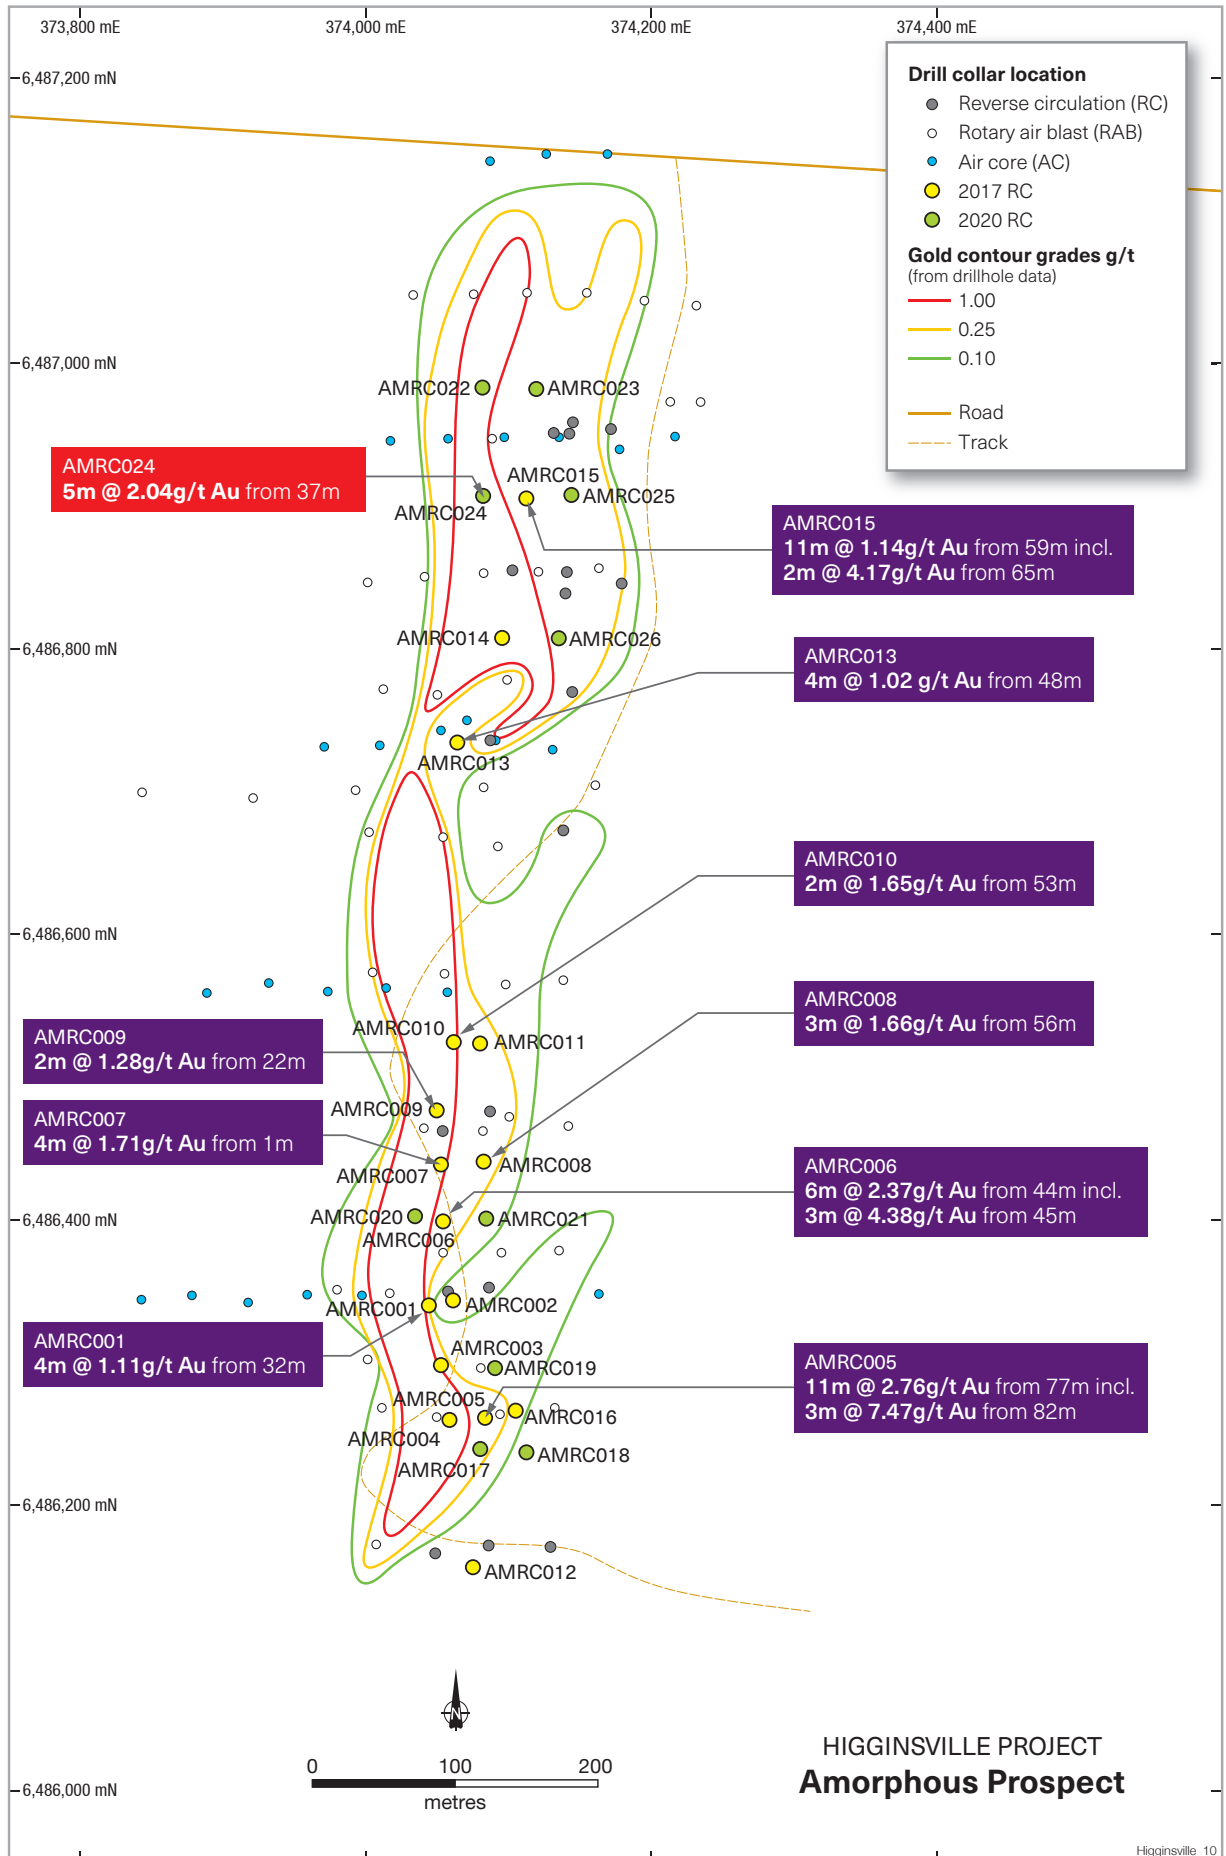 373,800 mE
374,000 mE
374,200 mE
374,400 mE
6,487,200 mN
Drill collar location
Reverse circulation (RC)
Rotary air blast (RAB)
Air core (AC)
2017 RC
2020 RC
Gold contour grades g/t
(from drillhole data)
1.00
0.25
0.10
Road
Track
6,487,000 mN
AMRC022
AMRC023
AMRC024
5m @ 2.04g/t Au from 37m
AMRC015
AMRC024
AMRC025
AMRC015
11m @ 1.14g/t Au from 59m incl.
2m @ 4.17g/t Au from 65m
6,486,800 mN
AMRC014
AMRC026
AMRC013
4m @ 1.02 g/t Au from 48m
AMRC013
AMRC010
2m @ 1.65g/t Au from 53m
6,486,600 mN
AMRC008
3m @ 1.66g/t Au from 56m
AMRC010
AMRC011
AMRC009
2m @ 1.28g/t Au from 22m
AMRC009
AMRC007
4m @ 1.71g/t Au from 1m
AMRC007
AMRC008
AMRC006
6m @ 2.37g/t Au from 44m incl.
3m @ 4.38g/t Au from 45m
6,486,400 mN
AMRC020
AMRC021
AMRC006
AMRC001
AMRC002
AMRC001
4m @ 1.11g/t Au from 32m
AMRC003
AMRC019
AMRC005
11m @ 2.76g/t Au from 77m incl.
3m @ 7.47g/t Au from 82m
AMRC005
AMRC016
AMRC004
AMRC017
AMRC018
6,486,200 mN
AMRC012
N
0
100
200
metres
HIGGINSVILLE PROJECT
Amorphous Prospect
6,486,000 mN
Higginsville 10